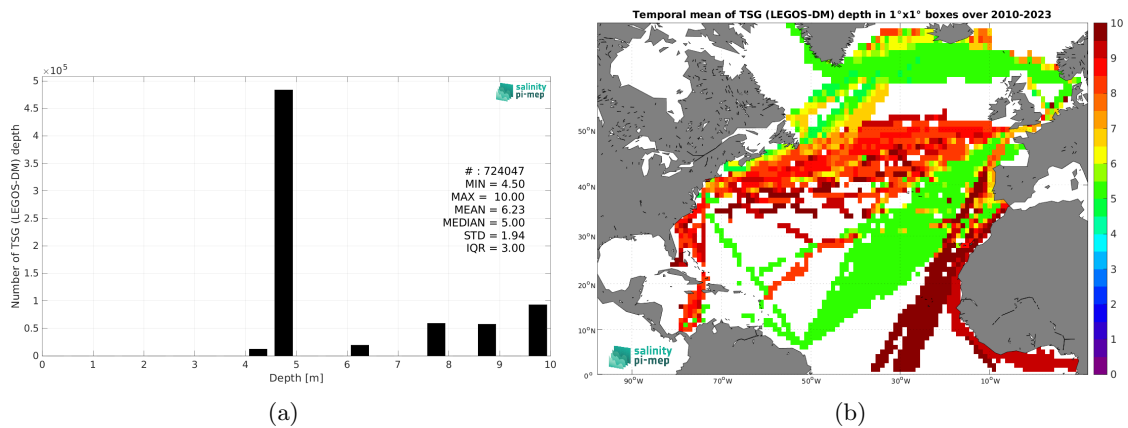 ×10⁵
5
4.5
4
3.5
3
2.5
2
1.5
1
0.5
0
Number of TSG (LEGOS-DM) depth
salinity
pi-mep
# : 724047
MIN = 4.50
MAX = 10.00
MEAN = 6.23
MEDIAN = 5.00
STD = 1.94
IQR = 3.00
0 1 2 3 4 5 6 7 8 9 10
Depth [m]
(a)
Temporal mean of TSG (LEGOS-DM) depth in 1°x1° boxes over 2010-2023
50°N
40°N
30°N
20°N
10°N
0°
90°W 70°W 50°W 30°W 10°W
salinity
pi-mep
10
9
8
7
6
5
4
3
2
1
0
(b)